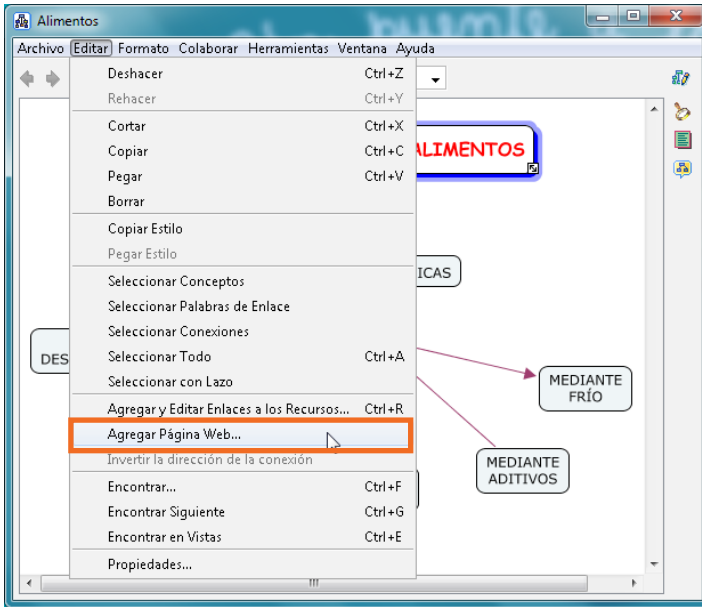 Alimentos
Archivo Editar Formato Colaborar Herramientas Ventana Ayuda
Deshacer Ctrl+Z
Rehacer Ctrl+Y
Cortar Ctrl+X
Copiar Ctrl+C
Pegar Ctrl+V
Borrar
Copiar Estilo
Pegar Estilo
Seleccionar Conceptos
Seleccionar Palabras de Enlace
Seleccionar Conexiones
Seleccionar Todo Ctrl+A
Seleccionar con Lazo
Agregar y Editar Enlaces a los Recursos... Ctrl+R
Agregar Página Web...
Invertir la dirección de la conexión
Encontrar... Ctrl+F
Encontrar Siguiente Ctrl+G
Encontrar en Vistas Ctrl+E
Propiedades...
ALIMENTOS
ICAS
DES
MEDIANTE
FRÍO
MEDIANTE
ADITIVOS